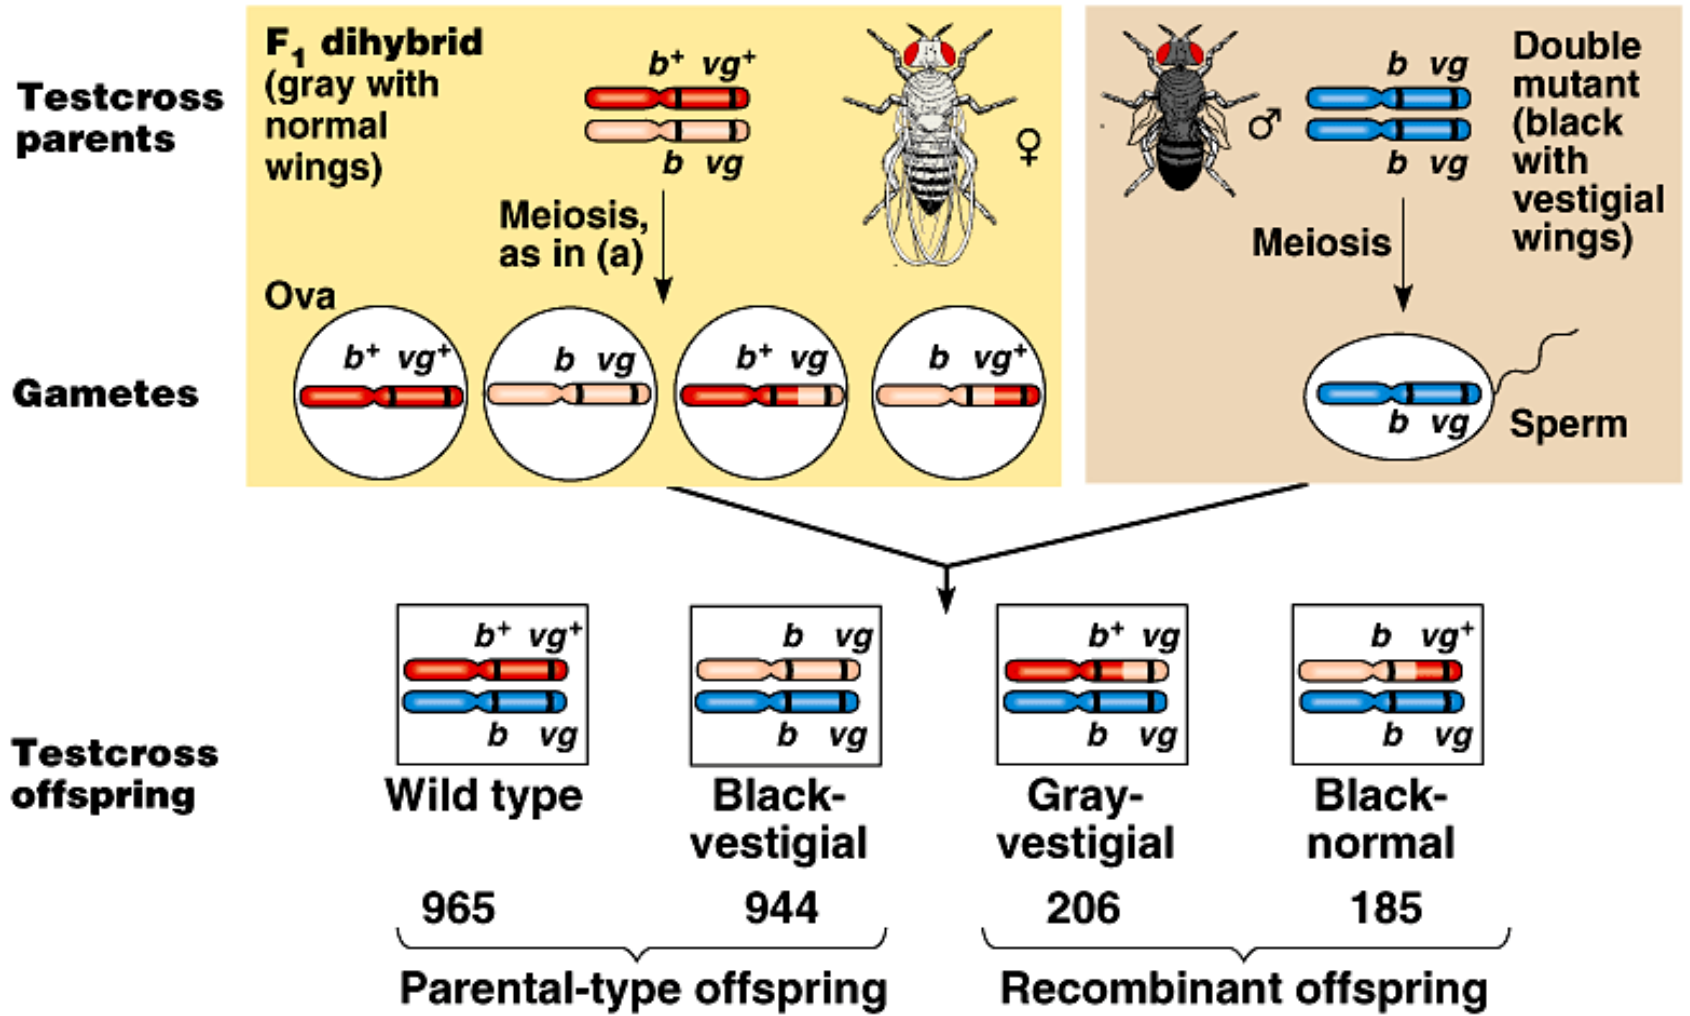 Testcross
parents
F1 dihybrid
(gray with
normal
wings)
b+ vg+
b vg
♀
Meiosis,
as in (a)
♂
b vg
b vg
Double
mutant
(black
with
vestigial
wings)
Meiosis
Ova
Gametes
b+ vg+
b vg
b+ vg
b vg+
b vg
Sperm
Testcross
offspring
b+ vg+
b vg
Wild type
b vg
b vg
Black-
vestigial
b+ vg
b vg
Gray-
vestigial
b vg+
b vg
Black-
normal
965
944
206
185
Parental-type offspring
Recombinant offspring